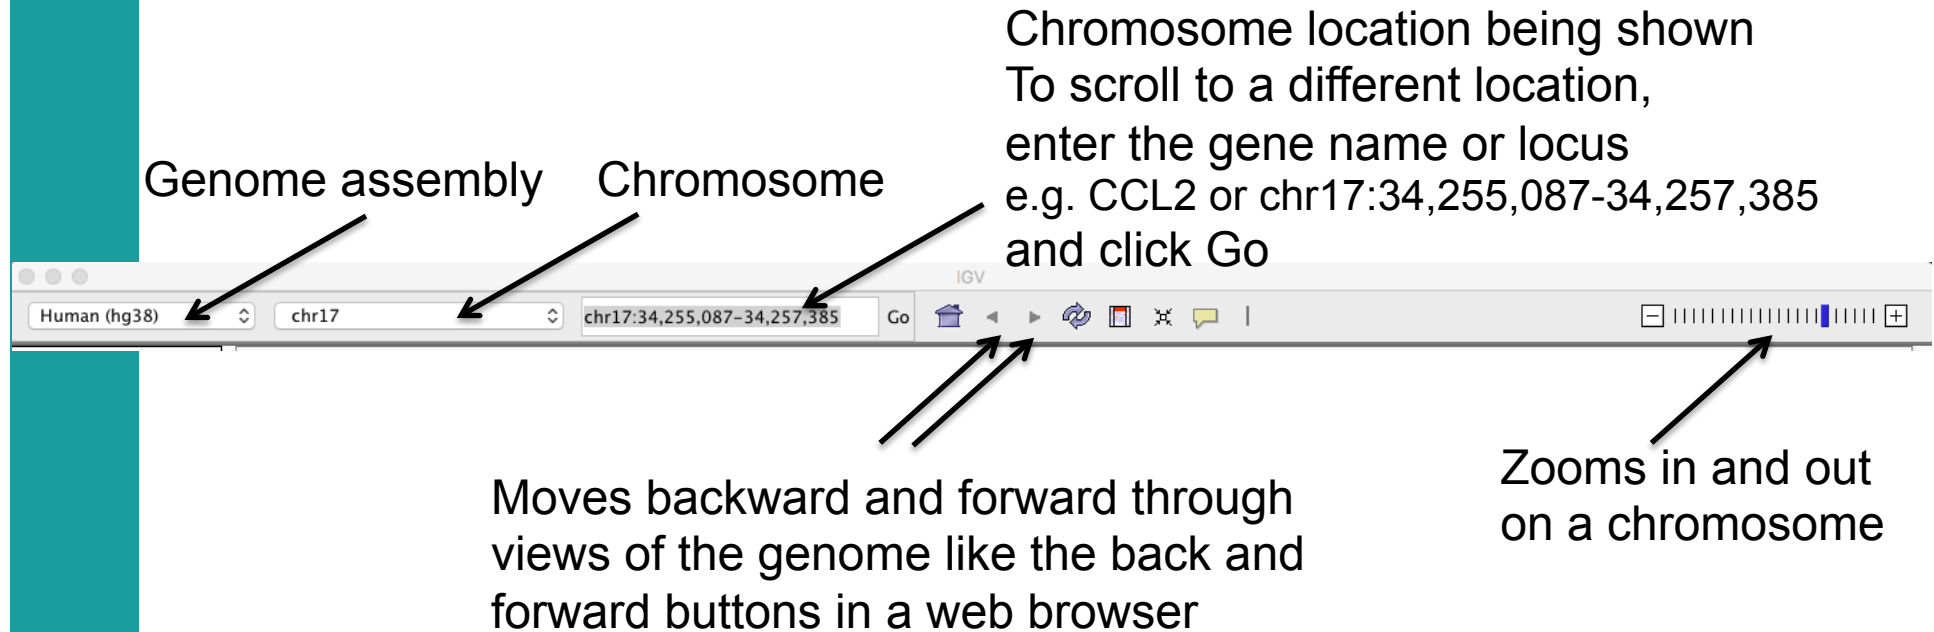 Chromosome location being shown
To scroll to a different location,
enter the gene name or locus
e.g. CCL2 or chr17:34,255,087-34,257,385
and click Go
Genome assembly
Chromosome
IGV
Human (hg38)
chr17
chr17:34,255,087-34,257,385
Go
Moves backward and forward through
views of the genome like the back and
forward buttons in a web browser
Zooms in and out
on a chromosome